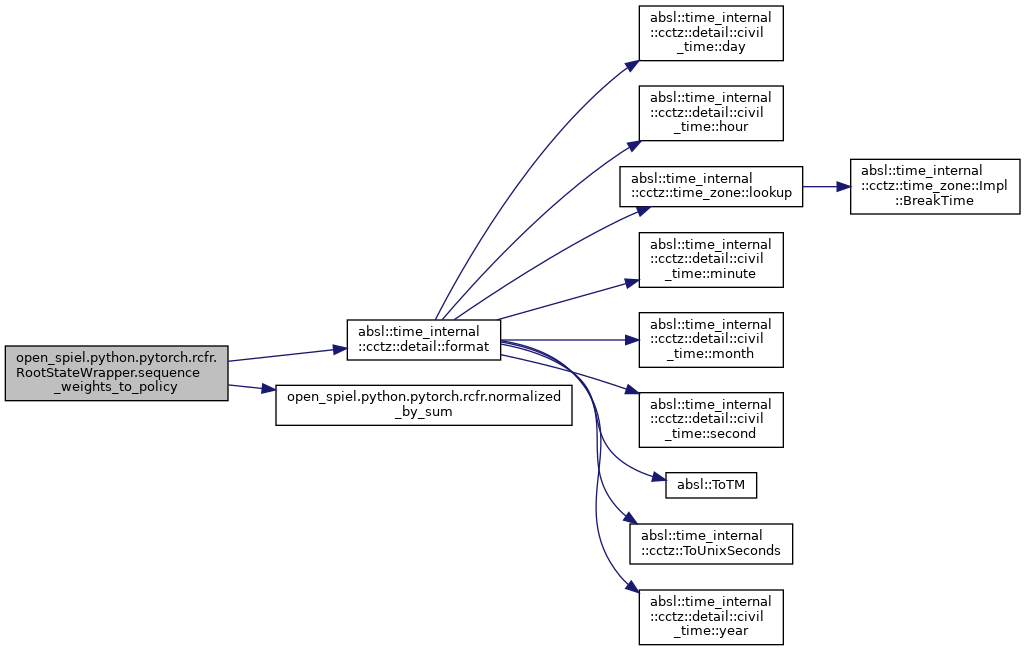 absl::time_internal
::cctz::detail::civil
_time::day
absl::time_internal
::cctz::detail::civil
_time::hour
absl::time_internal
::cctz::time_zone::lookup
absl::time_internal
::cctz::time_zone::Impl
::BreakTime
absl::time_internal
::cctz::detail::civil
_time::minute
absl::time_internal
::cctz::detail::civil
_time::month
absl::time_internal
::cctz::detail::format
open_spiel.python.pytorch.rcfr.
RootStateWrapper.sequence
_weights_to_policy
open_spiel.python.pytorch.rcfr.normalized
_by_sum
absl::time_internal
::cctz::detail::civil
_time::second
absl::ToTM
absl::time_internal
::cctz::ToUnixSeconds
absl::time_internal
::cctz::detail::civil
_time::year